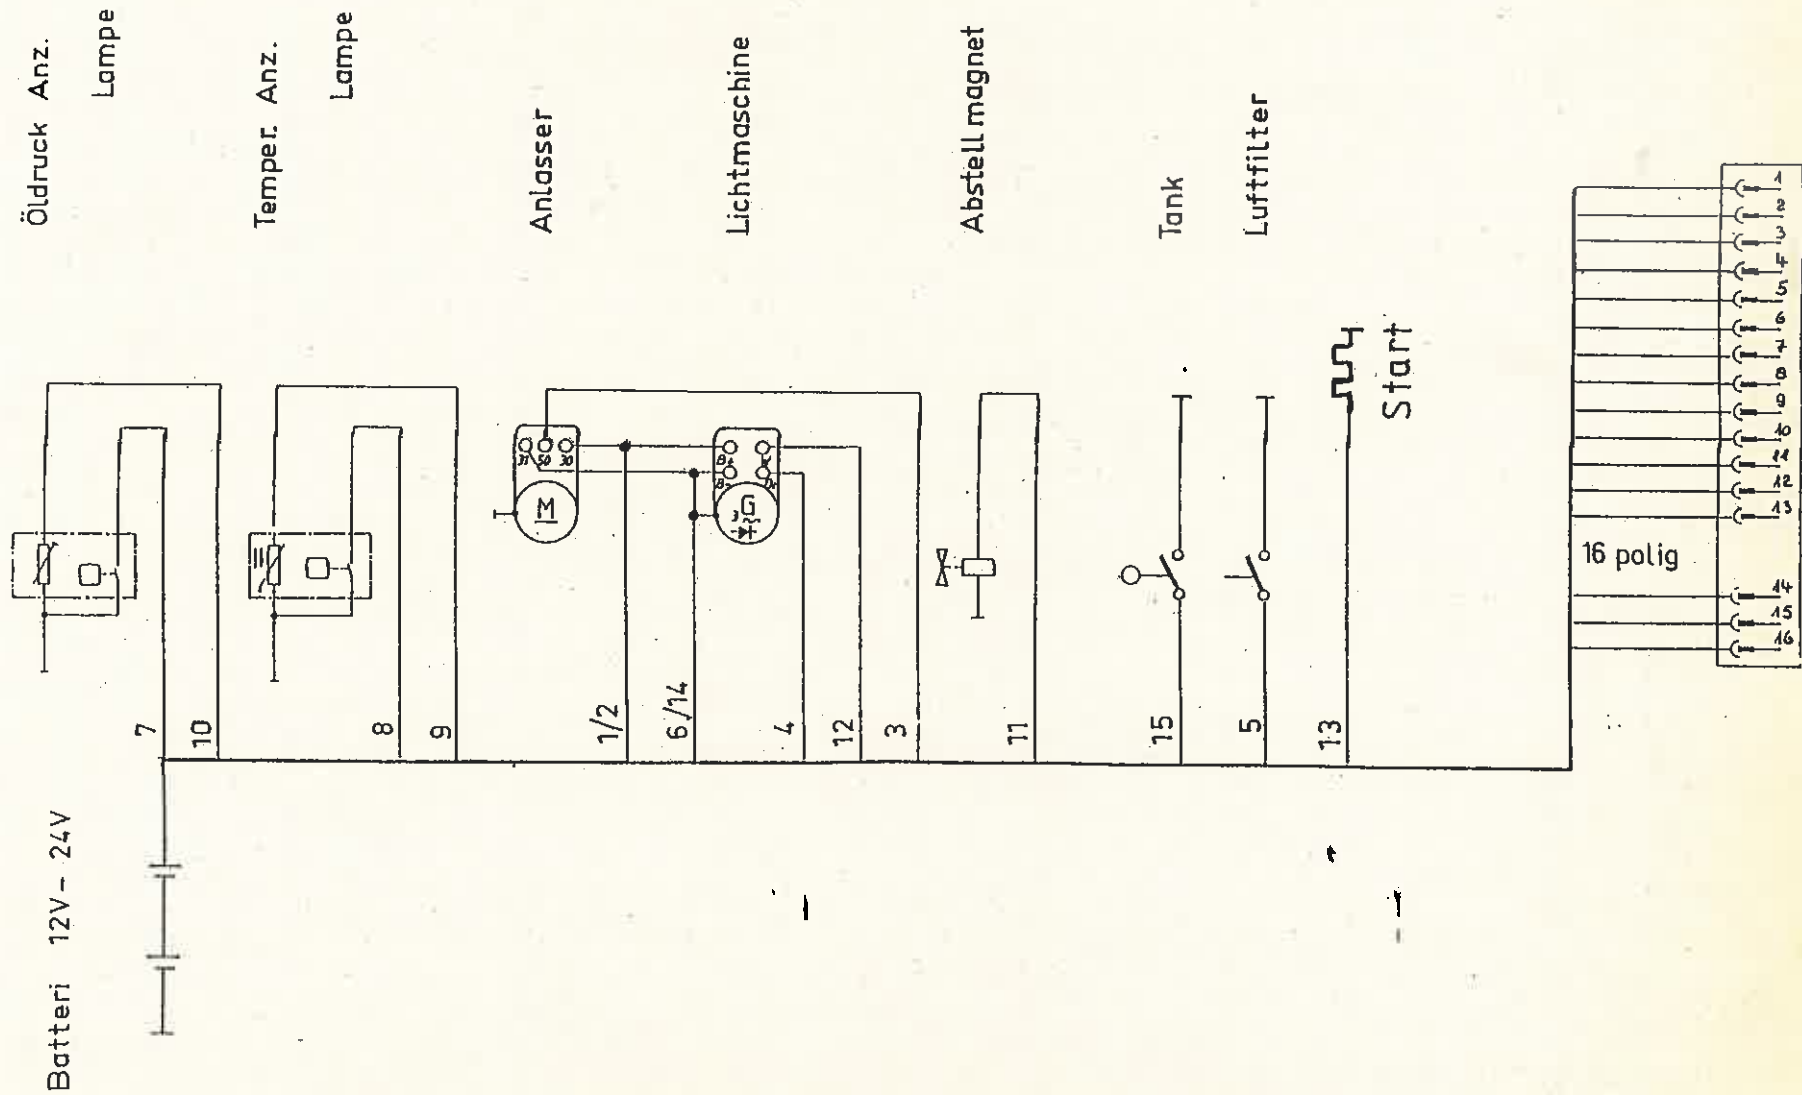 Öldruck Anz.
Lampe
Temper. Anz.
Lampe
Anlasser
Lichtmaschine
Abstellmagnet
Tank
Luftfilter
Start
31
50
30
M
B+
W
B-
D+
3
G
7
10
8
9
1/2
6/14
4
12
3
11
15
5
13
Batteri 12V - 24V
1
2
3
4
5
6
7
8
9
10
11
12
13
16 polig
14
15
16